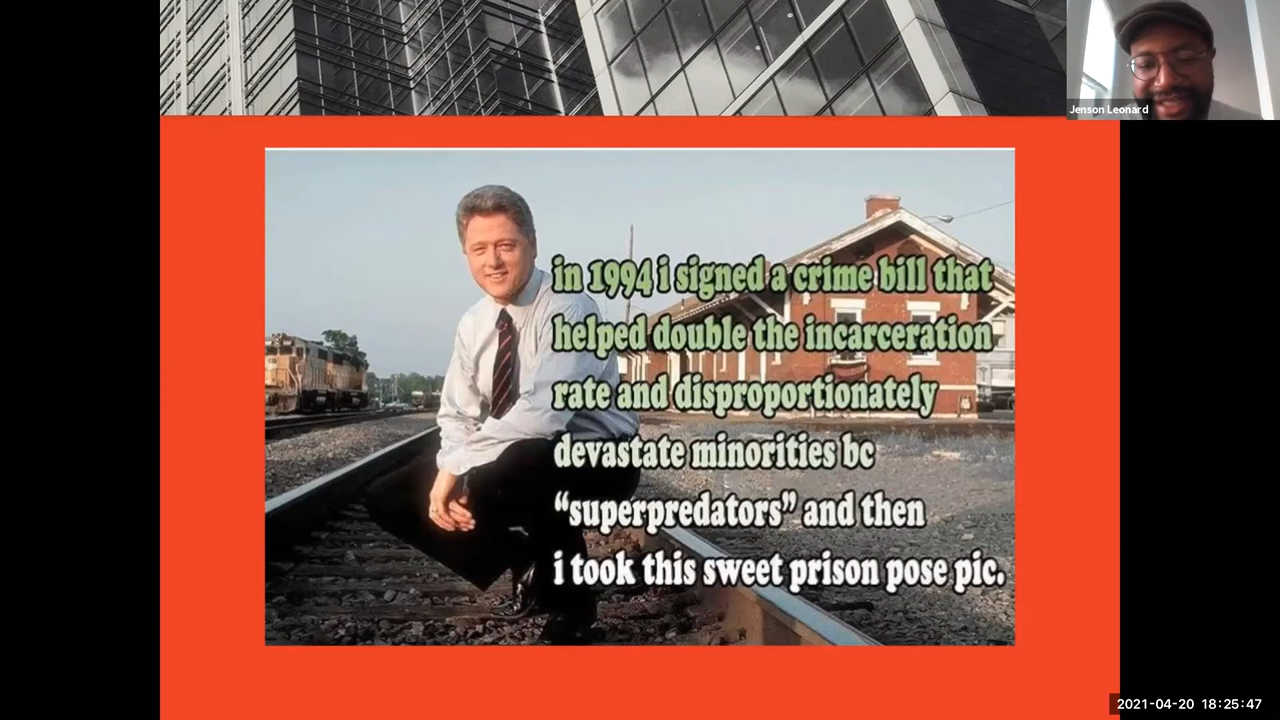 Jenson Leonard
in 1994 i signed a crime bill that
helped double the incarceration
rate and disproportionately
devastate minorities bc
“superpredators” and then
i took this sweet prison pose pic.
2021-04-20 18:25:47